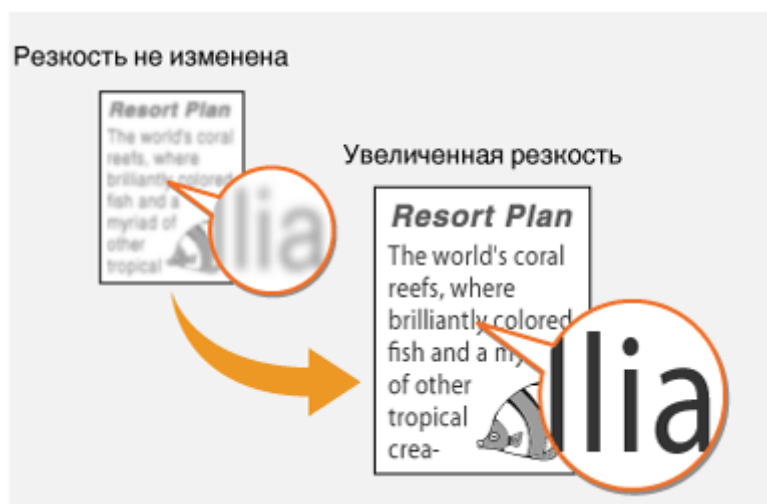 Резкость не изменена
Resort Plan
The world's coral
reefs, where
brilliantly colored
fish and a
myriad of
other
tropical
llia
Увеличенная резкость
Resort Plan
The world's coral
reefs, where
brilliantly colored
fish and a my
of other
tropical
crea-
llia